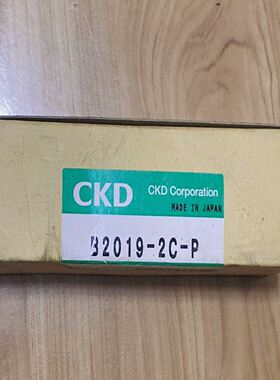 CKD
CKD Corporation
MADE IN JAPAN
B2019-2C-P